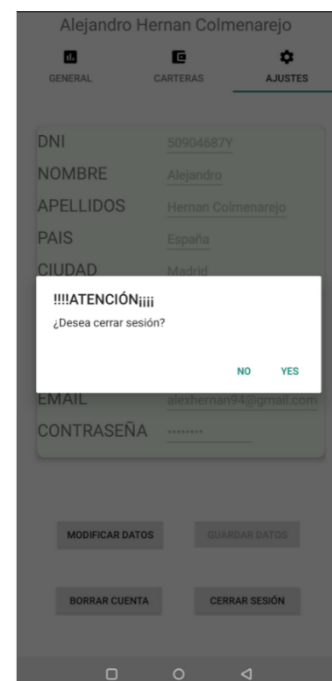 Alejandro Hernan Colmenarejo
GENERAL CARTERAS AJUSTES
DNI 50904687Y
NOMBRE Alejandro
APELLIDOS Hernan Colmenarejo
PAIS España
CIUDAD Madrid
!!!!ATENCIÓN¡¡¡¡
¿Desea cerrar sesión?
NO YES
EMAIL alexhernan94@gmail.com
CONTRASEÑA ········
MODIFICAR DATOS GUARDAR DATOS
BORRAR CUENTA CERRAR SESIÓN